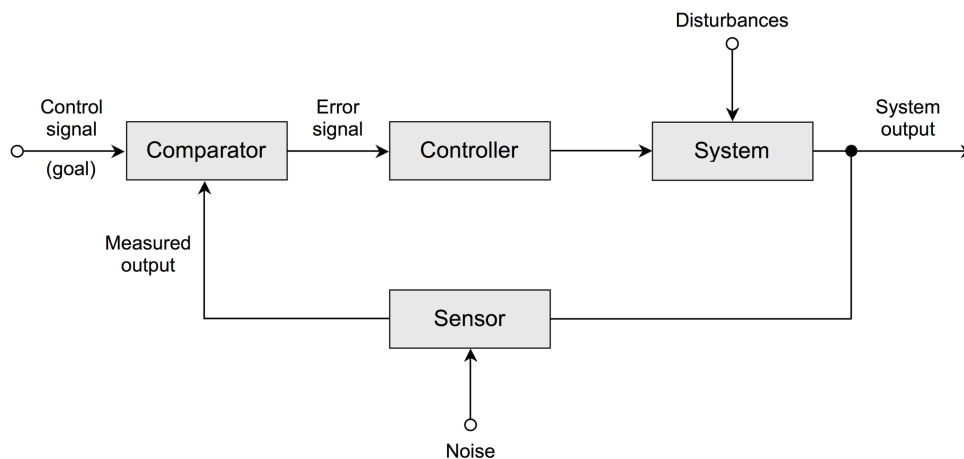 Disturbances
Control
signal
(goal)
Comparator
Error
signal
Controller
System
System
output
Measured
output
Sensor
Noise